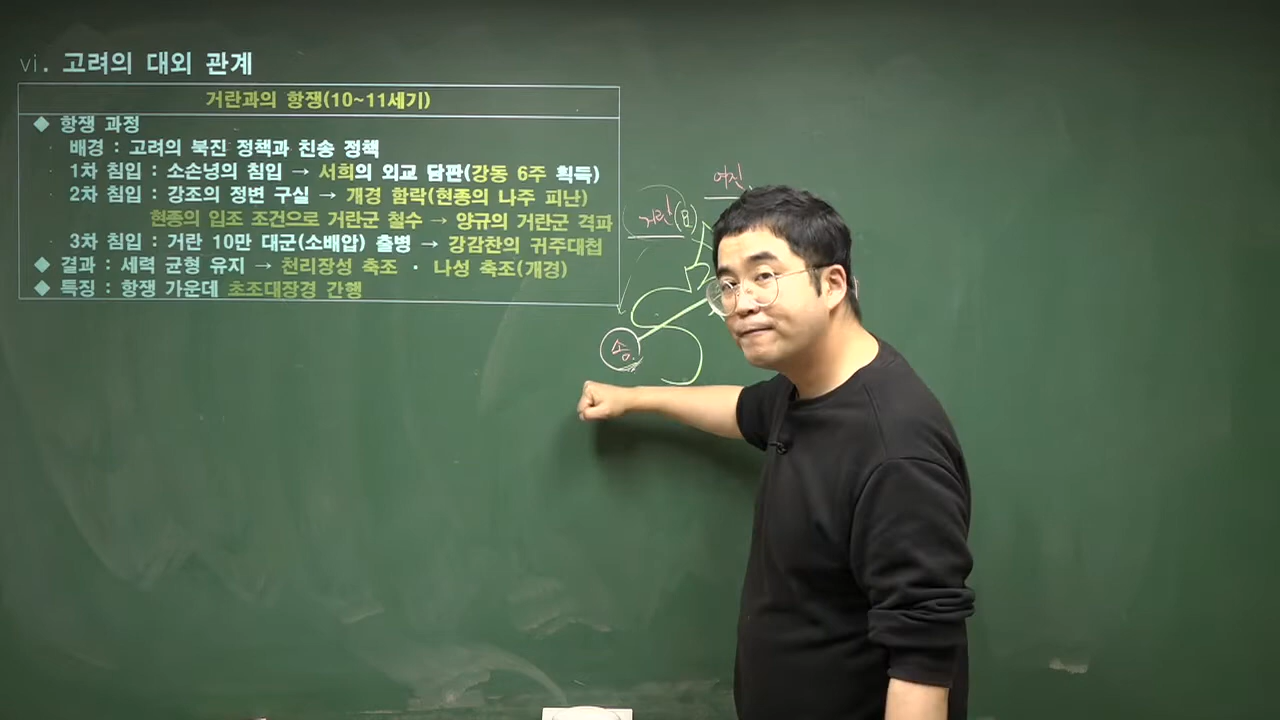 vi. 고려의 대외 관계
거란과의 항쟁(10~11세기)
◆ 항쟁 과정
· 배경 : 고려의 북진 정책과 친송 정책
· 1차 침입 : 소손녕의 침입 → 서희의 외교 담판(강동 6주 획득)
· 2차 침입 : 강조의 정변 구실 → 개경 함락(현종의 나주 피난)
현종의 입조 조건으로 거란군 철수 → 양규의 거란군 격파
· 3차 침입 : 거란 10만 대군(소배압) 출병 → 강감찬의 귀주대첩
◆ 결과 : 세력 균형 유지 → 천리장성 축조 · 나성 축조(개경)
◆ 특징 : 항쟁 가운데 초조대장경 간행
여진
거란
송